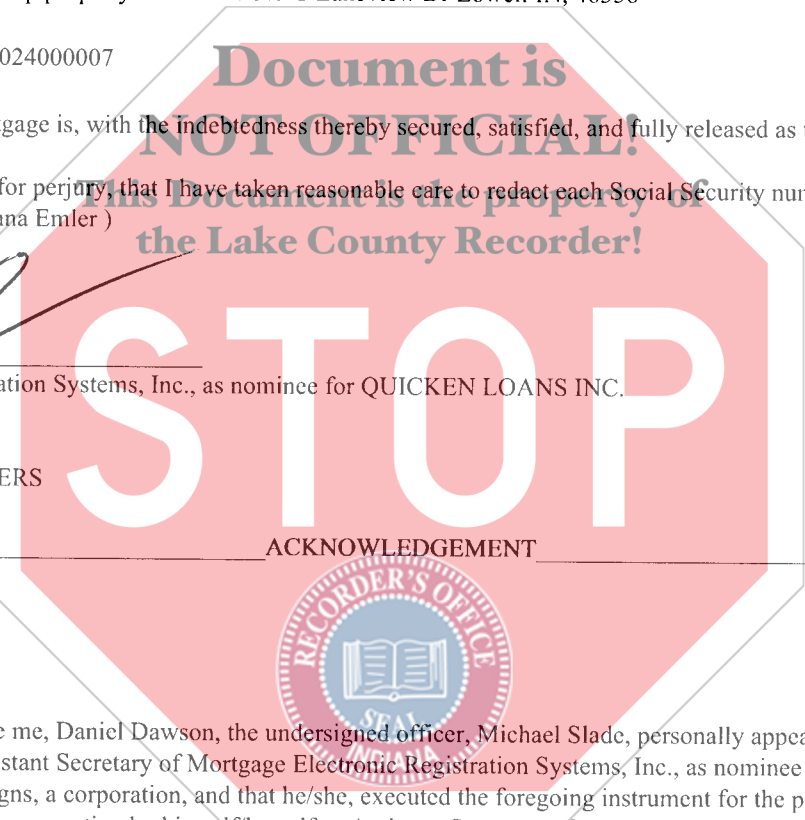 Document is
024000007
NOT OFFICIAL!
gage is, with the indebtedness thereby secured, satisfied, and fully released as
This Document is the property of
for perjury, that I have taken reasonable care to redact each Social Security num
ana Emler )
the Lake County Recorder!
STOP
ation Systems, Inc., as nominee for QUICKEN LOANS INC.
ERS
ACKNOWLEDGEMENT
RECORDER'S OFFICE
SEAL
INDIANA
e me, Daniel Dawson, the undersigned officer, Michael Slade, personally appea
stant Secretary of Mortgage Electronic Registration Systems, Inc., as nominee
igns, a corporation, and that he/she, executed the foregoing instrument for the p